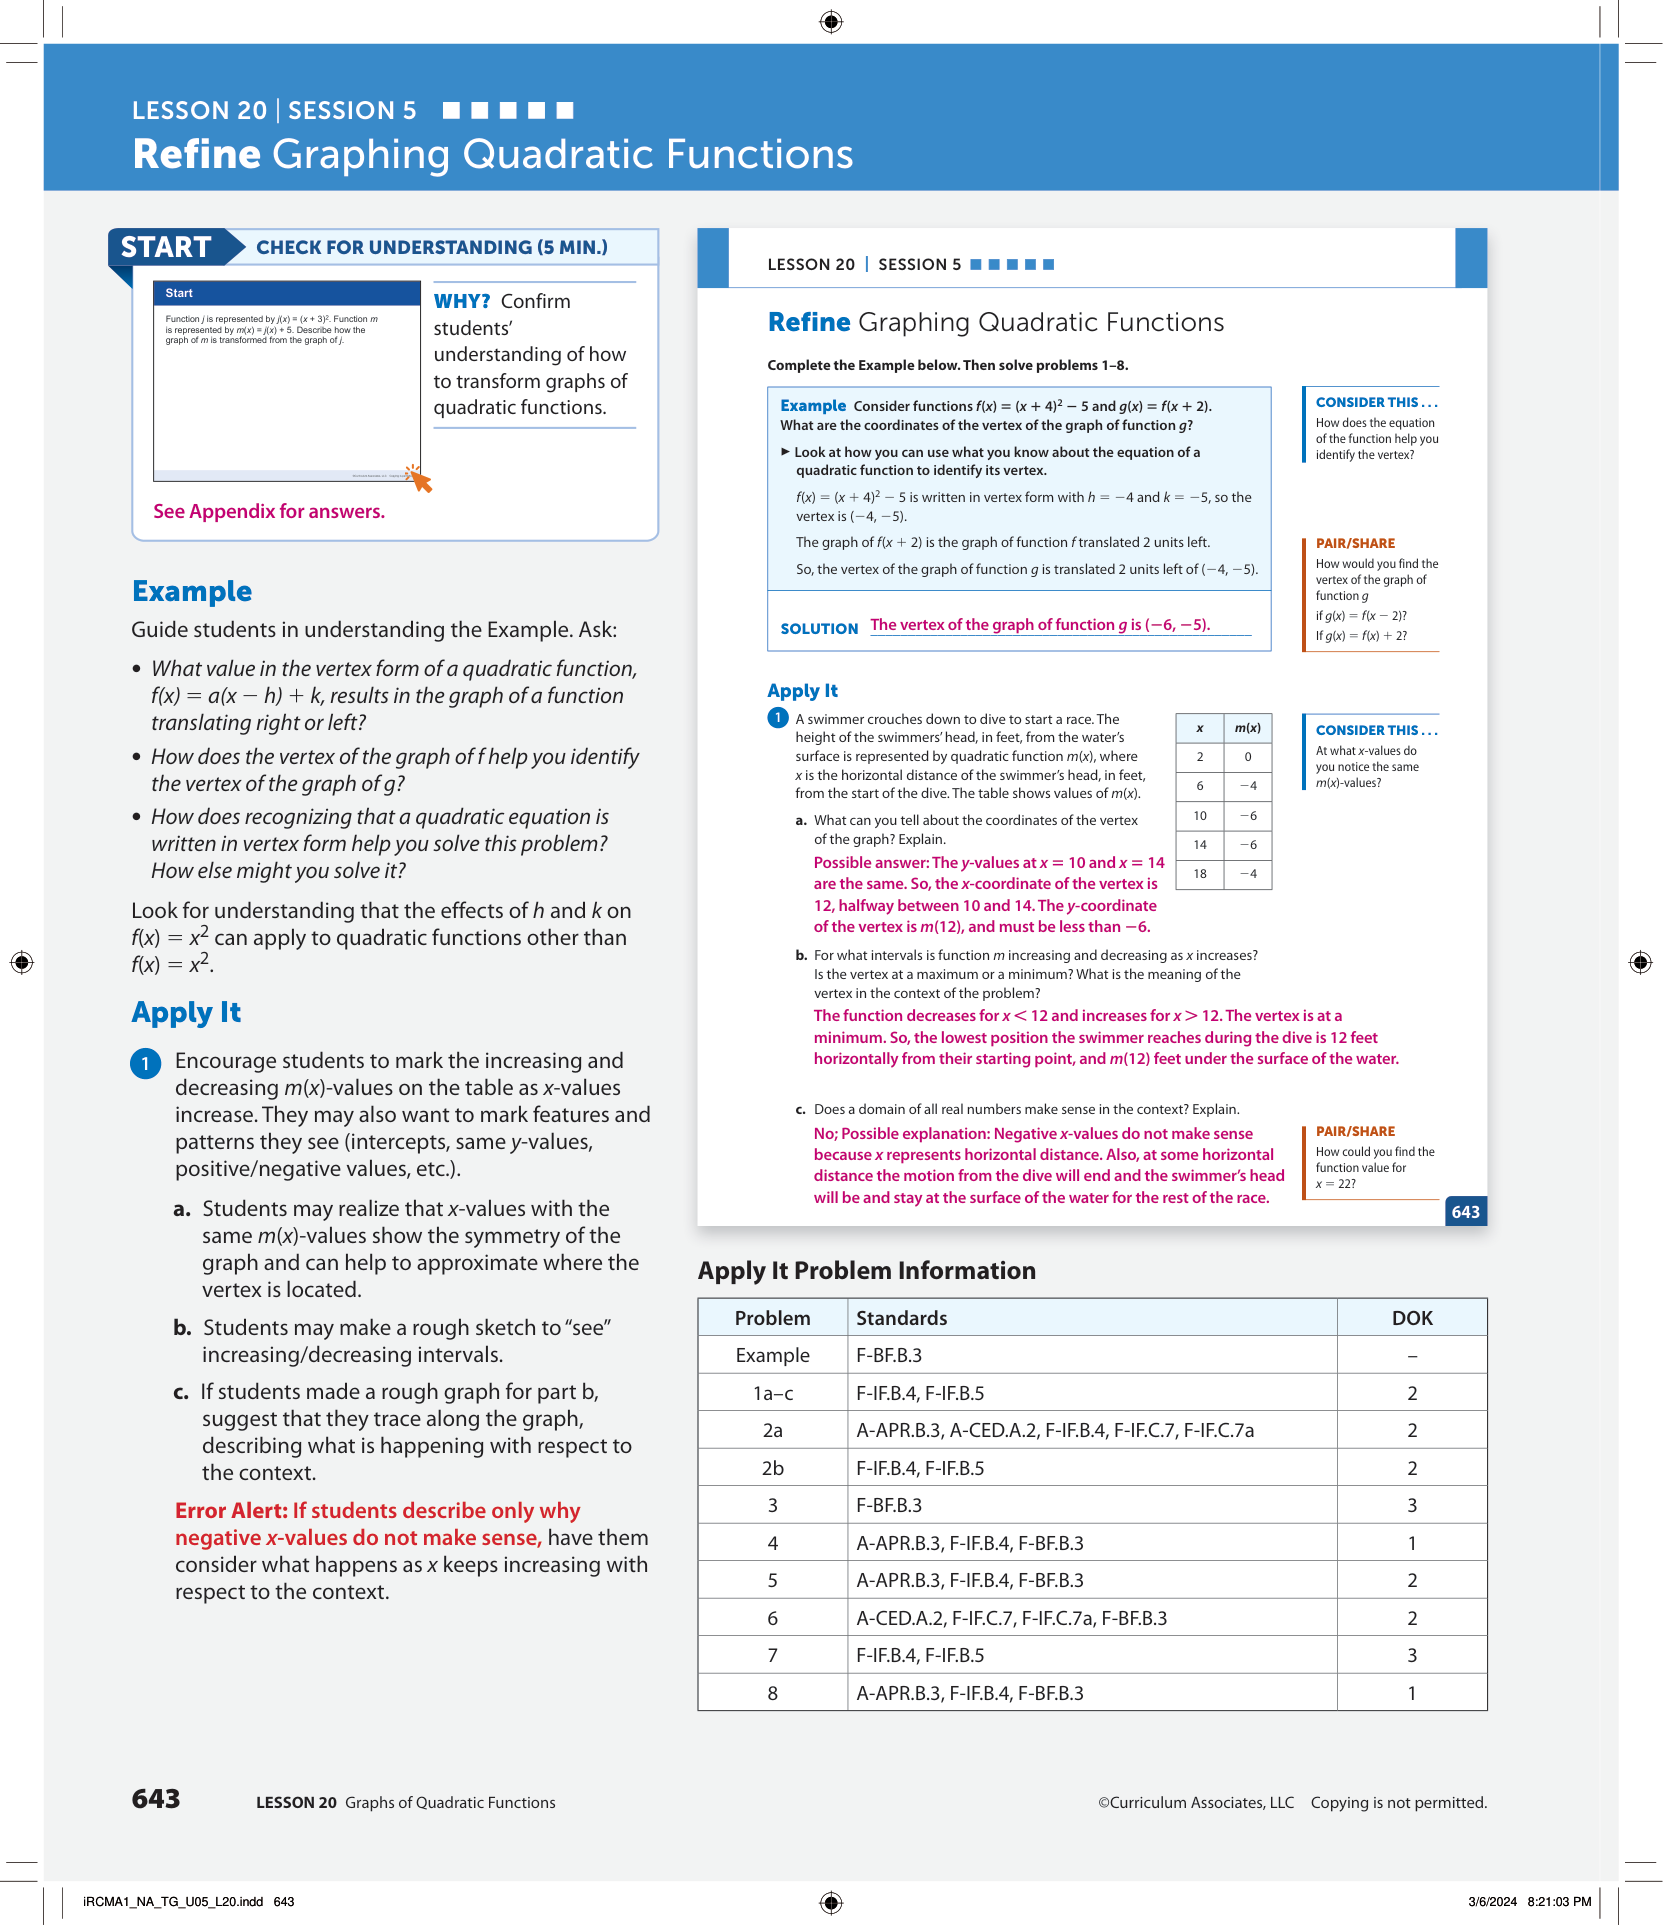 LESSON 20 | SESSION 5
Refine Graphing Quadratic Functions
START CHECK FOR UNDERSTANDING (5 MIN.)
Start
Function j is represented by j(x) = (x + 3)². Function m
is represented by m(x) = j(x) + 5. Describe how the
graph of m is transformed from the graph of j.
WHY? Confirm
students’
understanding of how
to transform graphs of
quadratic functions.
See Appendix for answers.
Example
Guide students in understanding the Example. Ask:
• What value in the vertex form of a quadratic function,
f(x) = a(x − h) + k, results in the graph of a function
translating right or left?
• How does the vertex of the graph of f help you identify
the vertex of the graph of g?
• How does recognizing that a quadratic equation is
written in vertex form help you solve this problem?
How else might you solve it?
Look for understanding that the effects of h and k on
f(x) = x² can apply to quadratic functions other than
f(x) = x².
Apply It
1 Encourage students to mark the increasing and
decreasing m(x)-values on the table as x-values
increase. They may also want to mark features and
patterns they see (intercepts, same y-values,
positive/negative values, etc.).
a. Students may realize that x-values with the
same m(x)-values show the symmetry of the
graph and can help to approximate where the
vertex is located.
b. Students may make a rough sketch to “see”
increasing/decreasing intervals.
c. If students made a rough graph for part b,
suggest that they trace along the graph,
describing what is happening with respect to
the context.
Error Alert: If students describe only why
negative x-values do not make sense, have them
consider what happens as x keeps increasing with
respect to the context.
LESSON 20 | SESSION 5
Refine Graphing Quadratic Functions
Complete the Example below. Then solve problems 1–8.
Example Consider functions f(x) = (x + 4)² − 5 and g(x) = f(x + 2).
What are the coordinates of the vertex of the graph of function g?
▶ Look at how you can use what you know about the equation of a
quadratic function to identify its vertex.
f(x) = (x + 4)² − 5 is written in vertex form with h = −4 and k = −5, so the
vertex is (−4, −5).
The graph of f(x + 2) is the graph of function f translated 2 units left.
So, the vertex of the graph of function g is translated 2 units left of (−4, −5).
SOLUTION The vertex of the graph of function g is (−6, −5).
CONSIDER THIS . . .
How does the equation
of the function help you
identify the vertex?
PAIR/SHARE
How would you find the
vertex of the graph of
function g
if g(x) = f(x − 2)?
If g(x) = f(x) + 2?
Apply It
1 A swimmer crouches down to dive to start a race. The
height of the swimmers’ head, in feet, from the water’s
surface is represented by quadratic function m(x), where
x is the horizontal distance of the swimmer’s head, in feet,
from the start of the dive. The table shows values of m(x).
x m(x)
2 0
6 −4
10 −6
14 −6
18 −4
CONSIDER THIS . . .
At what x-values do
you notice the same
m(x)-values?
a. What can you tell about the coordinates of the vertex
of the graph? Explain.
Possible answer: The y-values at x = 10 and x = 14
are the same. So, the x-coordinate of the vertex is
12, halfway between 10 and 14. The y-coordinate
of the vertex is m(12), and must be less than −6.
b. For what intervals is function m increasing and decreasing as x increases?
Is the vertex at a maximum or a minimum? What is the meaning of the
vertex in the context of the problem?
The function decreases for x < 12 and increases for x > 12. The vertex is at a
minimum. So, the lowest position the swimmer reaches during the dive is 12 feet
horizontally from their starting point, and m(12) feet under the surface of the water.
c. Does a domain of all real numbers make sense in the context? Explain.
No; Possible explanation: Negative x-values do not make sense
because x represents horizontal distance. Also, at some horizontal
distance the motion from the dive will end and the swimmer’s head
will be and stay at the surface of the water for the rest of the race.
PAIR/SHARE
How could you find the
function value for
x = 22?
643
Apply It Problem Information
Problem Standards DOK
Example F-BF.B.3 –
1a–c F-IF.B.4, F-IF.B.5 2
2a A-APR.B.3, A-CED.A.2, F-IF.B.4, F-IF.C.7, F-IF.C.7a 2
2b F-IF.B.4, F-IF.B.5 2
3 F-BF.B.3 3
4 A-APR.B.3, F-IF.B.4, F-BF.B.3 1
5 A-APR.B.3, F-IF.B.4, F-BF.B.3 2
6 A-CED.A.2, F-IF.C.7, F-IF.C.7a, F-BF.B.3 2
7 F-IF.B.4, F-IF.B.5 3
8 A-APR.B.3, F-IF.B.4, F-BF.B.3 1
643 LESSON 20 Graphs of Quadratic Functions ©Curriculum Associates, LLC Copying is not permitted.
iRCMA1_NA_TG_U05_L20.indd 643 3/6/2024 8:21:03 PM